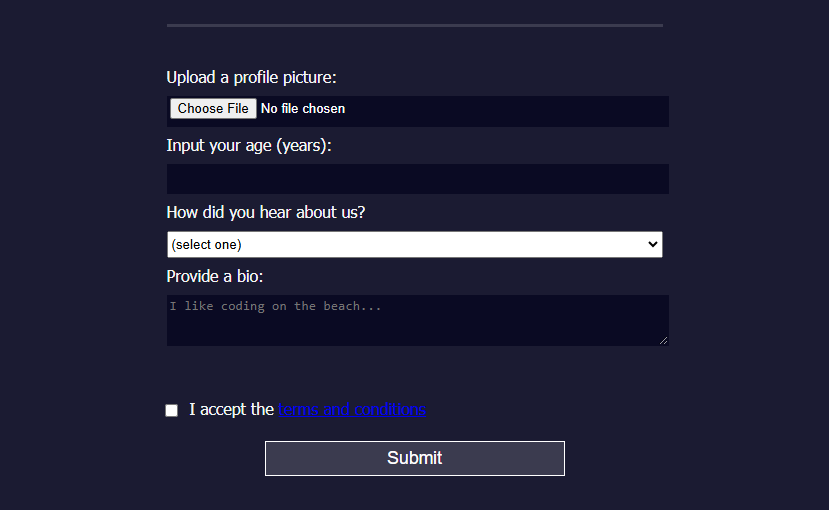 Upload a profile picture:
Choose File No file chosen
Input your age (years):
How did you hear about us?
(select one)
Provide a bio:
I like coding on the beach...
I accept the terms and conditions
Submit